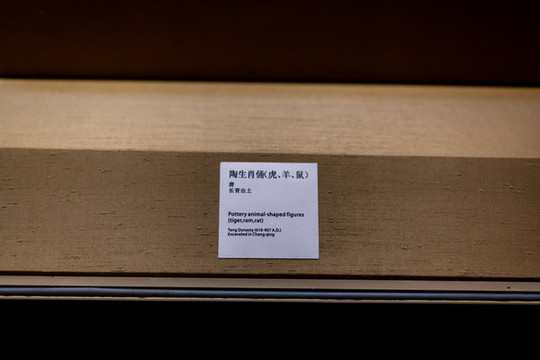 陶生肖俑（虎、羊、鼠）
唐
长青出土
Pottery animal-shaped figures
(tiger,ram,rat)
Tang Dynasty (618-907 A.D.)
Excavated in Chang qing